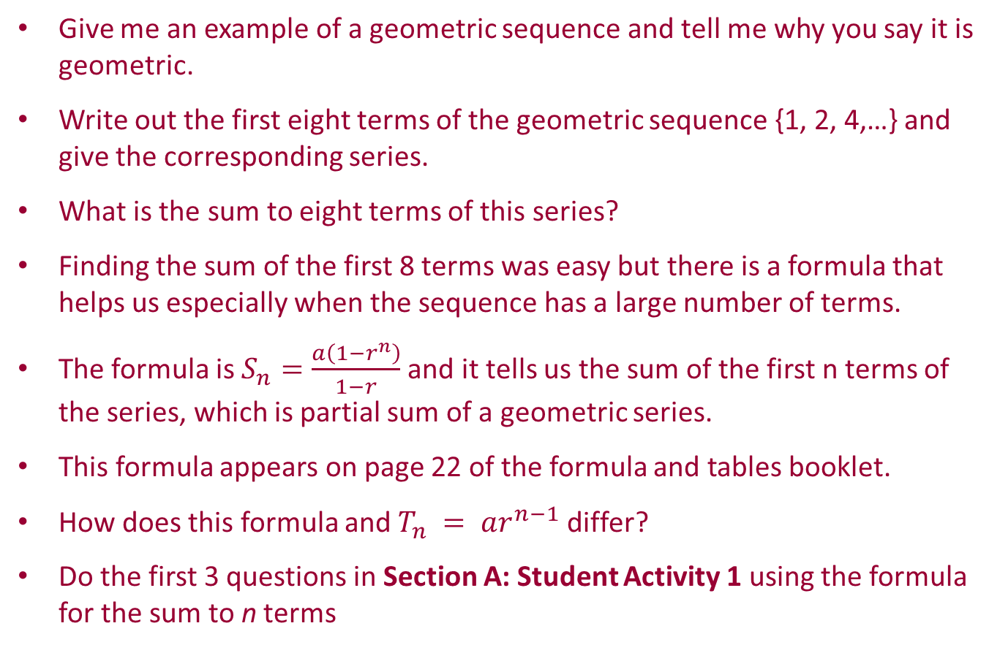 • Give me an example of a geometric sequence and tell me why you say it is
geometric.
• Write out the first eight terms of the geometric sequence {1, 2, 4,…} and
give the corresponding series.
• What is the sum to eight terms of this series?
• Finding the sum of the first 8 terms was easy but there is a formula that
helps us especially when the sequence has a large number of terms.
• The formula is $S_n = \frac{a(1-r^n)}{1-r}$ and it tells us the sum of the first n terms of
the series, which is partial sum of a geometric series.
• This formula appears on page 22 of the formula and tables booklet.
• How does this formula and $T_n = ar^{n-1}$ differ?
• Do the first 3 questions in Section A: Student Activity 1 using the formula
for the sum to n terms